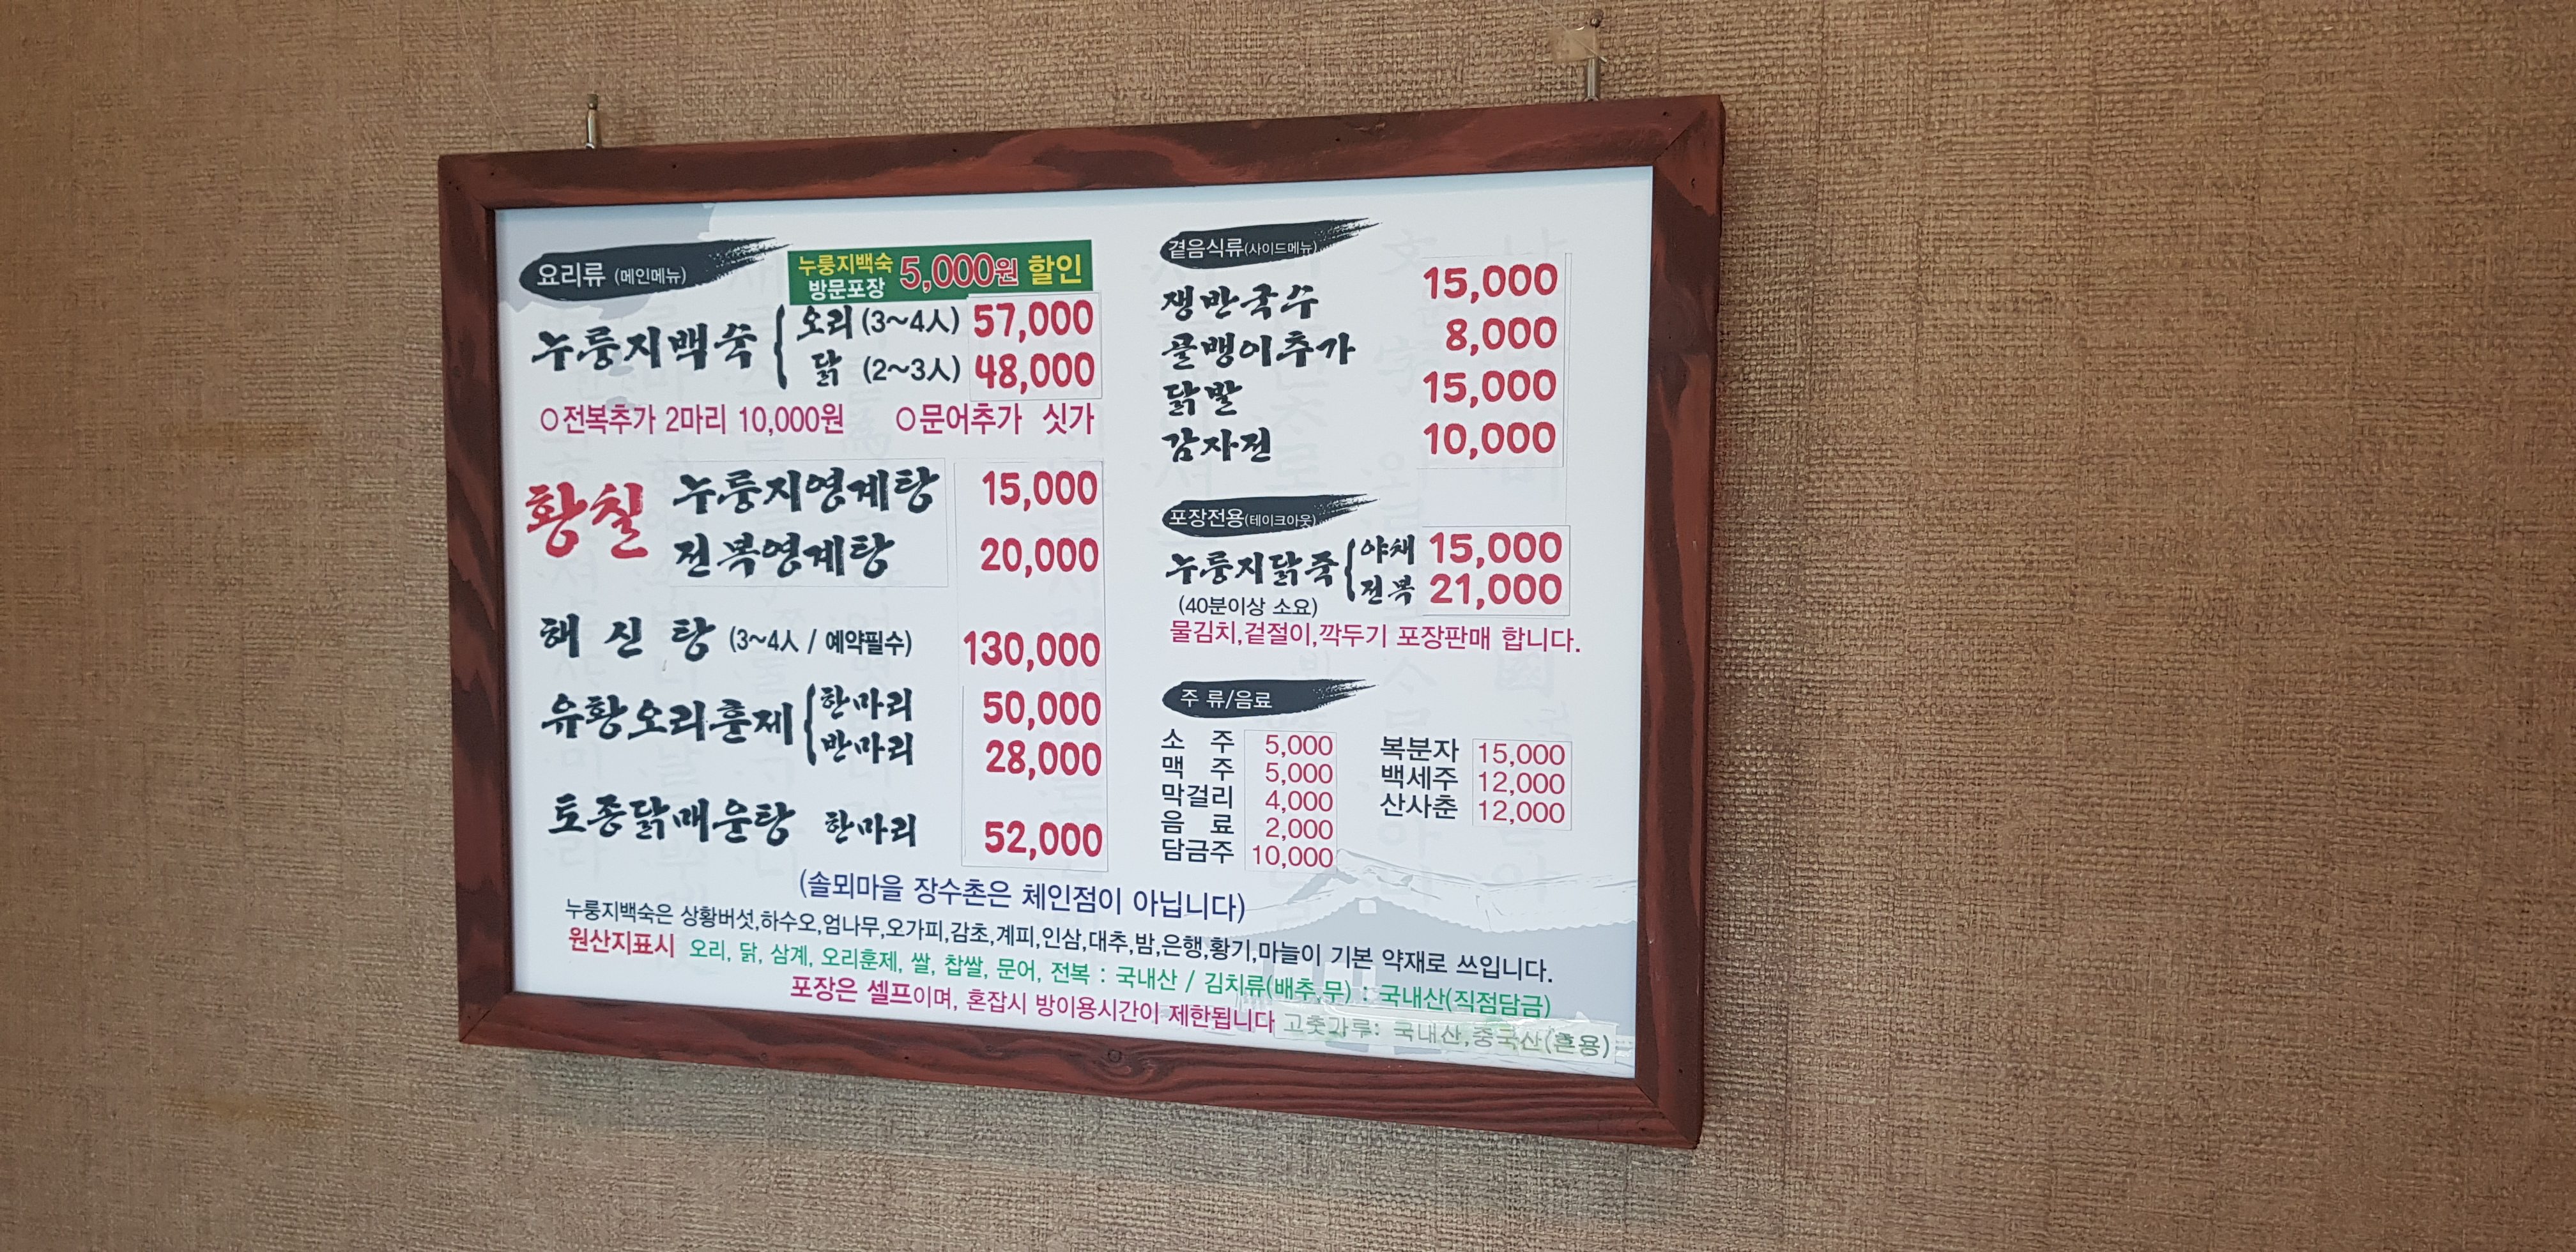 요리류 (메인메뉴)
누룽지백숙 방문포장 5,000원 할인
누룽지백숙
오리 (3~4人) 57,000
닭 (2~3人) 48,000
○전복추가 2마리 10,000원 ○문어추가 싯가
황칠
누룽지영계탕 15,000
전복영계탕 20,000
해신탕 (3~4人 / 예약필수) 130,000
유황오리훈제
한마리 50,000
반마리 28,000
토종닭매운탕 한마리 52,000
곁음식류(사이드메뉴)
쟁반국수 15,000
골뱅이추가 8,000
닭발 15,000
감자전 10,000
포장전용(테이크아웃)
누룽지닭죽
야채 15,000
전복 21,000
(40분이상 소요)
물김치,겉절이,깍두기 포장판매 합니다.
주 류/음료
소 주 5,000
맥 주 5,000
막걸리 4,000
음 료 2,000
담금주 10,000
복분자 15,000
백세주 12,000
산사춘 12,000
(솔뫼마을 장수촌은 체인점이 아닙니다)
누룽지백숙은 상황버섯,하수오,엄나무,오가피,감초,계피,인삼,대추,밤,은행,황기,마늘이 기본 약재로 쓰입니다.
원산지표시 오리, 닭, 삼계, 오리훈제, 쌀, 찹쌀, 문어, 전복 : 국내산 / 김치류(배추,무) : 국내산(직점담금)
포장은 셀프이며, 혼잡시 방이용시간이 제한됩니다 고춧가루: 국내산,중국산(혼용)